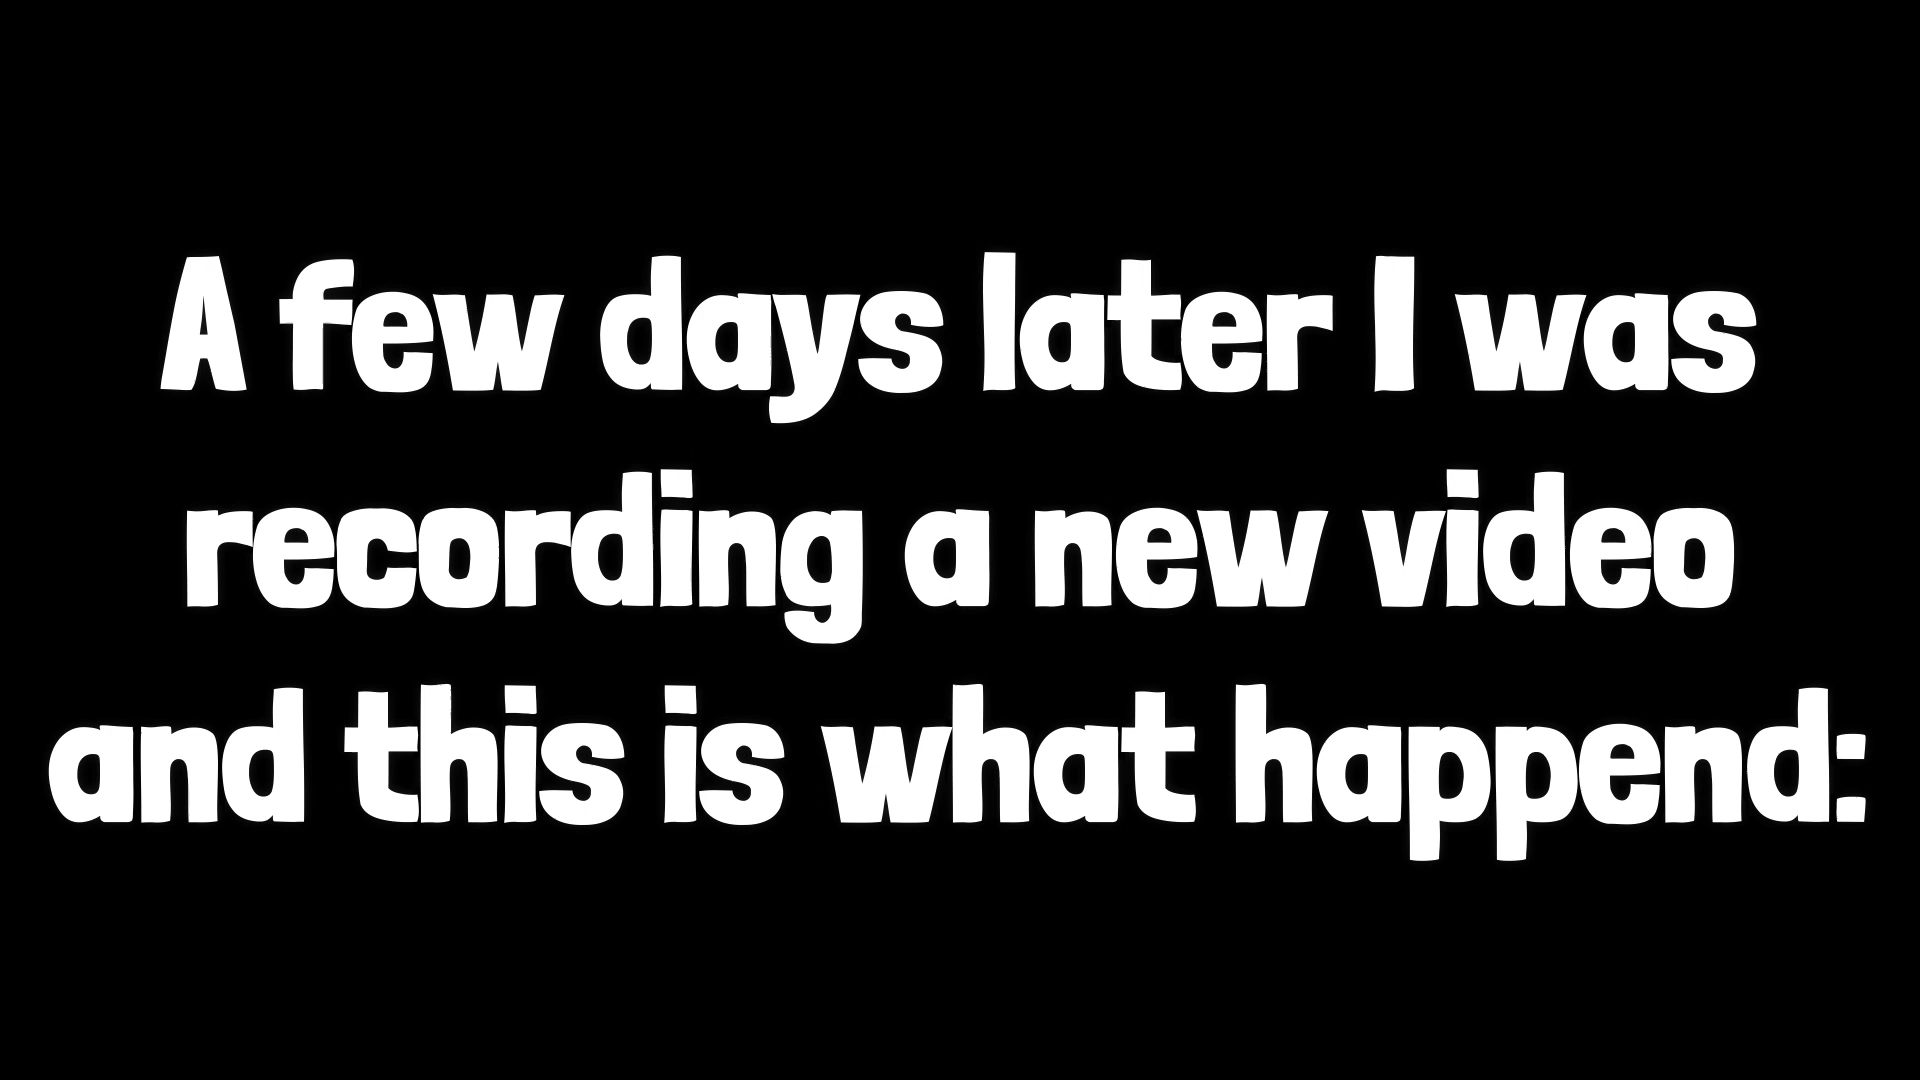 A few days later I was
recording a new video
and this is what happend: